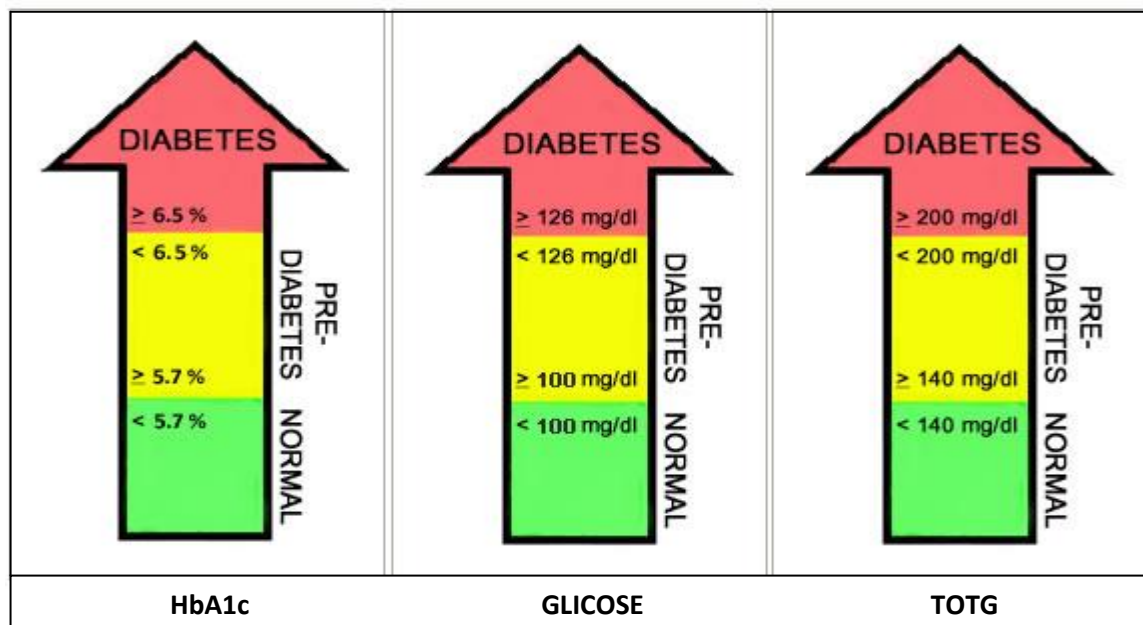 DIABETES
≥ 6.5 %
< 6.5 %
≥ 5.7 %
< 5.7 %
PRE-
DIABETES
NORMAL
HbA1c
DIABETES
≥ 126 mg/dl
< 126 mg/dl
≥ 100 mg/dl
< 100 mg/dl
PRE-
DIABETES
NORMAL
GLICOSE
DIABETES
≥ 200 mg/dl
< 200 mg/dl
≥ 140 mg/dl
< 140 mg/dl
PRE-
DIABETES
NORMAL
TOTG